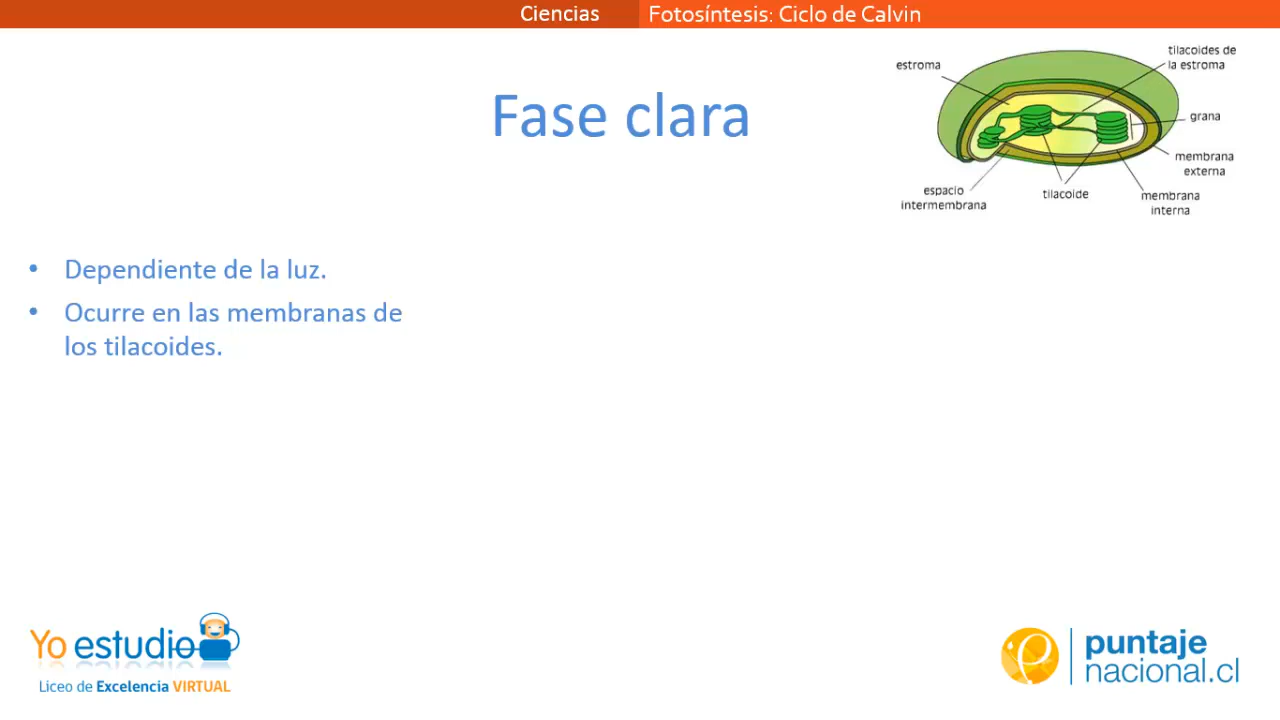 Ciencias
Fotosíntesis: Ciclo de Calvin
Fase clara
estroma
tilacoides de
la estroma
grana
membrana
externa
espacio
intermembrana
tilacoide
membrana
interna
• Dependiente de la luz.
• Ocurre en las membranas de
los tilacoides.
Yo estudio
Liceo de Excelencia VIRTUAL
puntaje
nacional.cl